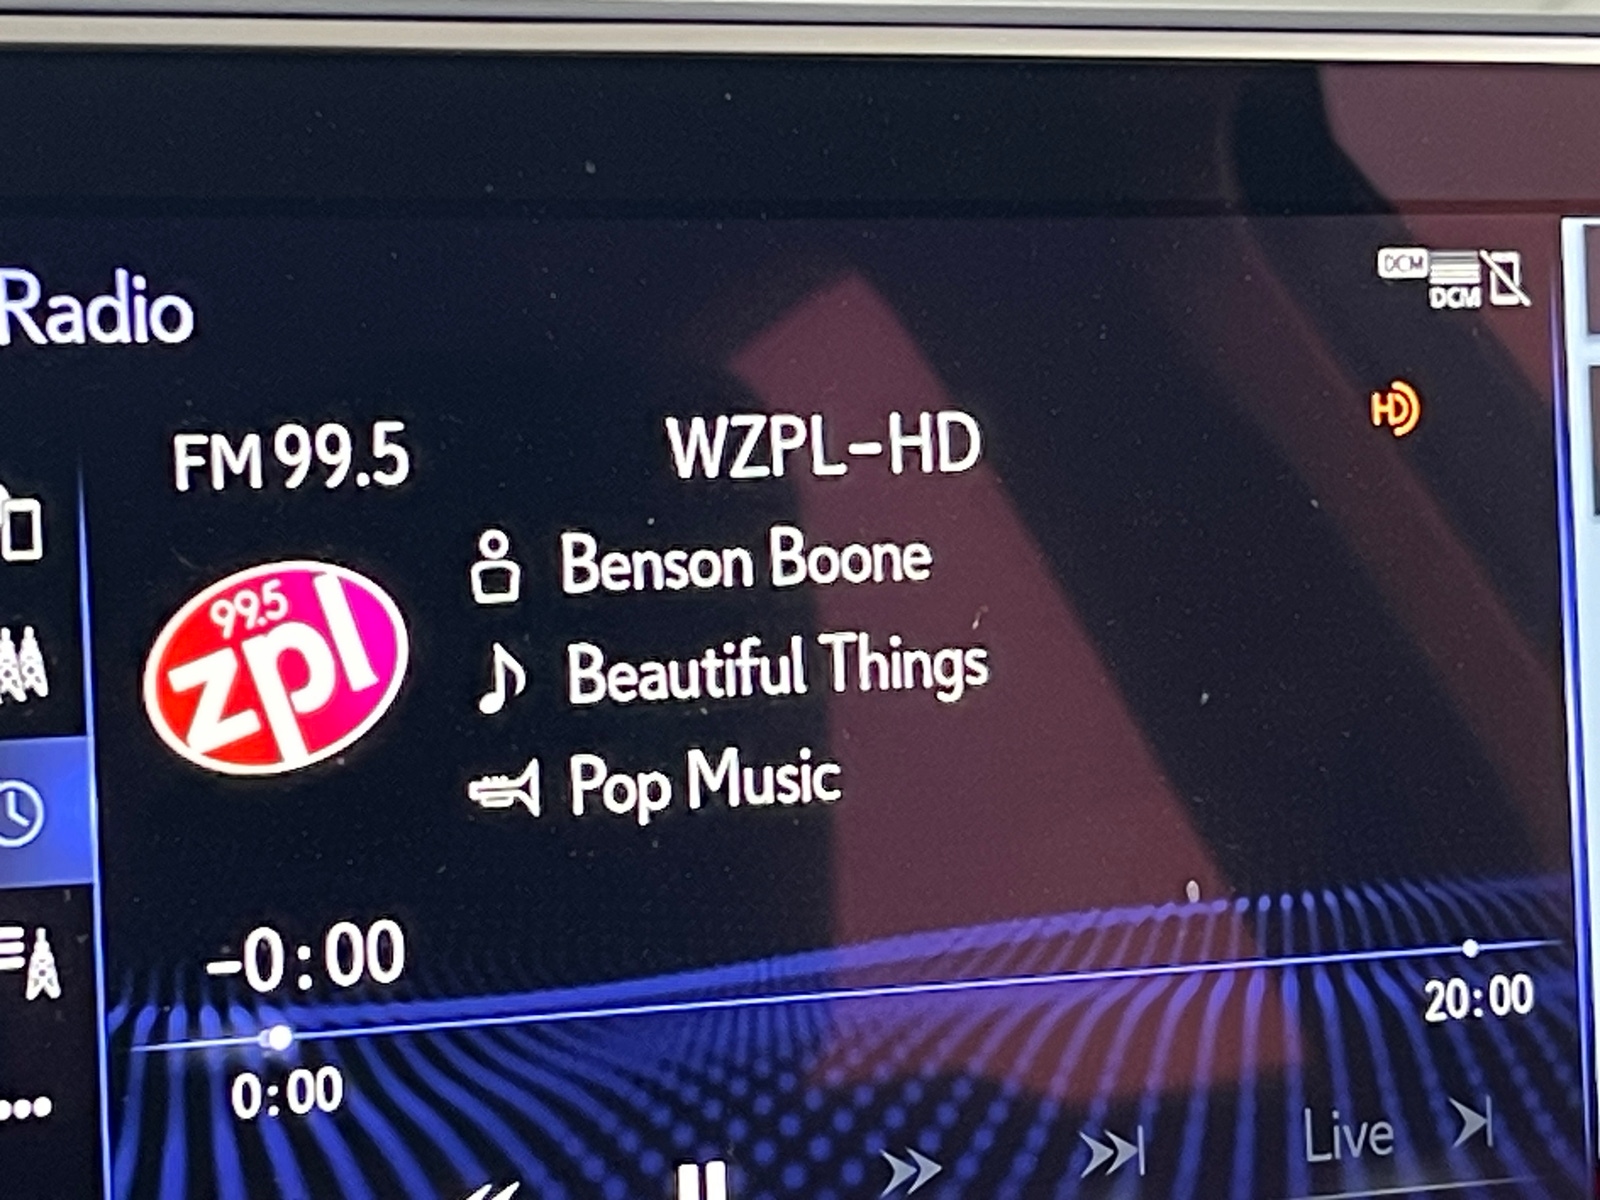 Radio
DCM
DCM
HD
FM 99.5
WZPL-HD
99.5
zpl
Benson Boone
Beautiful Things
Pop Music
-0:00
0:00
20:00
Live